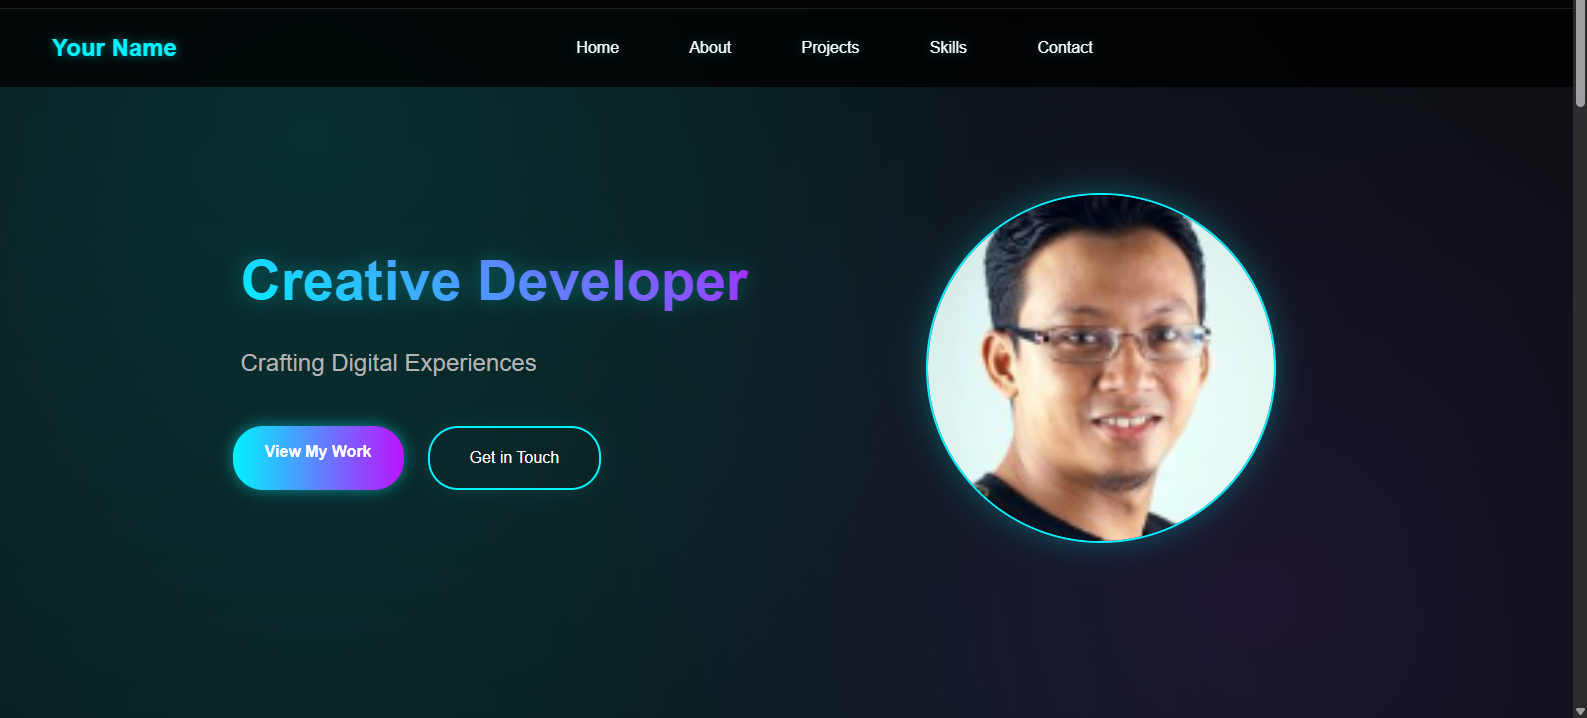 Your Name
Home About Projects Skills Contact
Creative Developer
Crafting Digital Experiences
View My Work
Get in Touch